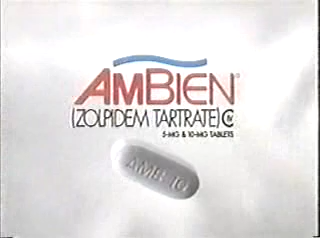 AMBIEN®
(ZOLPIDEM TARTRATE) CIV
5-MG & 10-MG TABLETS
AMB 10